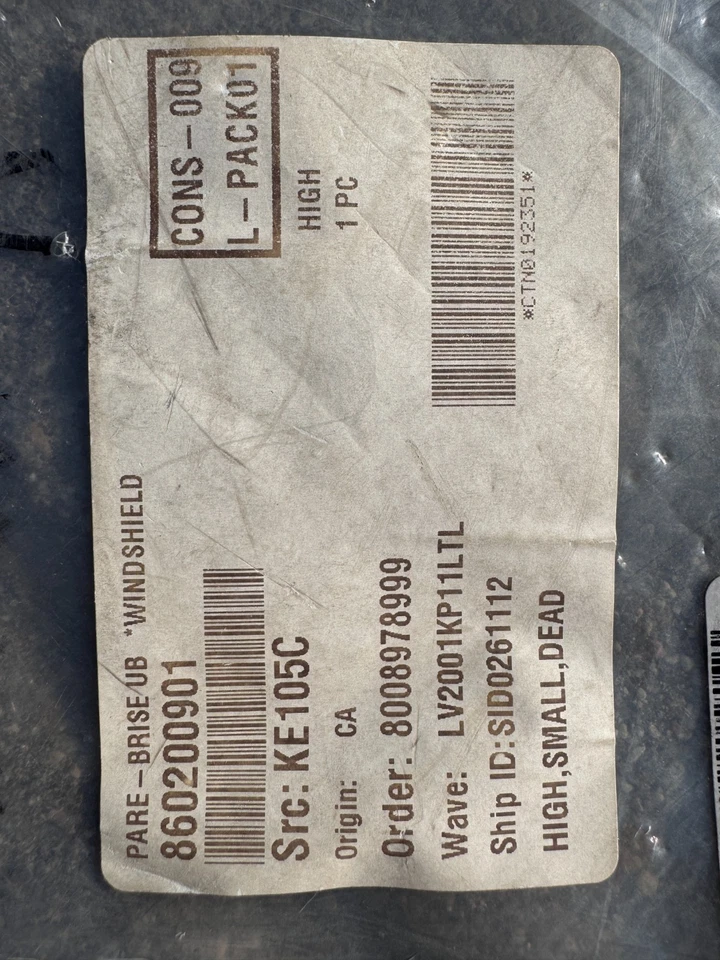 PARE-BRISE UB *WINDSHIELD
860200901
CONS-009
L-PACK01
HIGH
1 PC
Src: KE105C
Origin: CA
Order: 8008978999
Wave: LV2001KP11LTL
Ship ID:SID0261112
HIGH,SMALL,DEAD
*CTN0192351*